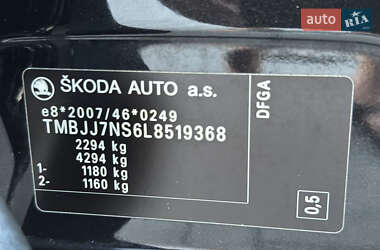 auto RIA
ŠKODA AUTO a.s.
e8*2007/46*0249
TMBJJ7NS6L8519368
2294 kg
4294 kg
1- 1180 kg
2- 1160 kg
DFGA
0,5